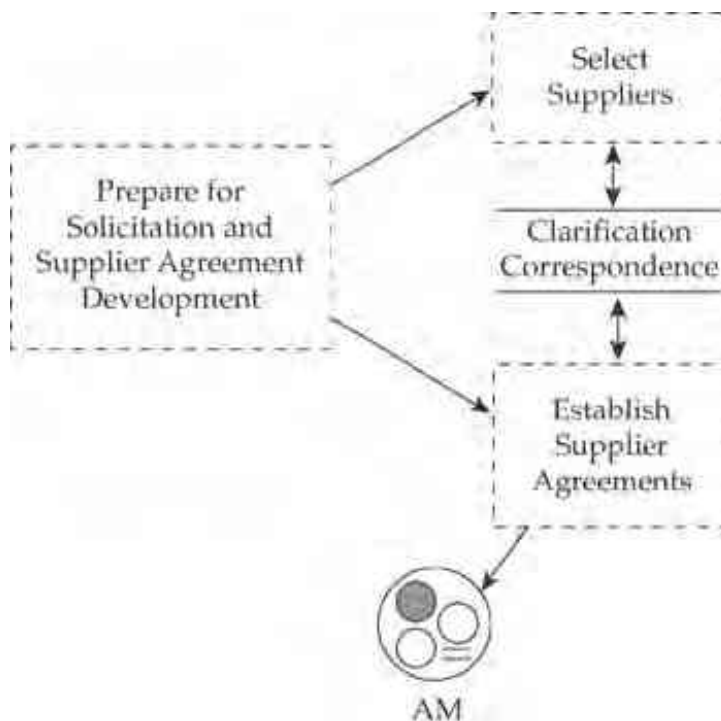 Select
Suppliers
Prepare for
Solicitation and
Supplier Agreement
Development
Clarification
Correspondence
Establish
Supplier
Agreements
AM